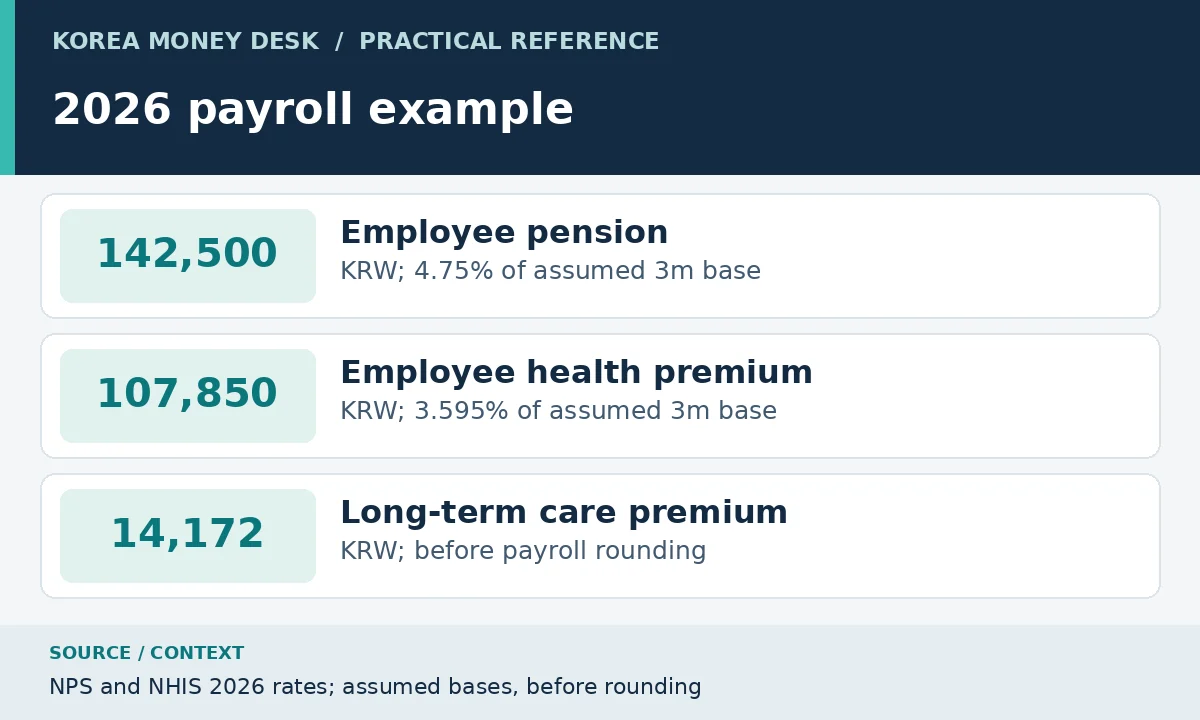 KOREA MONEY DESK / PRACTICAL REFERENCE
2026 payroll example
142,500
Employee pension
KRW; 4.75% of assumed 3m base
107,850
Employee health premium
KRW; 3.595% of assumed 3m base
14,172
Long-term care premium
KRW; before payroll rounding
SOURCE / CONTEXT
NPS and NHIS 2026 rates; assumed bases, before rounding